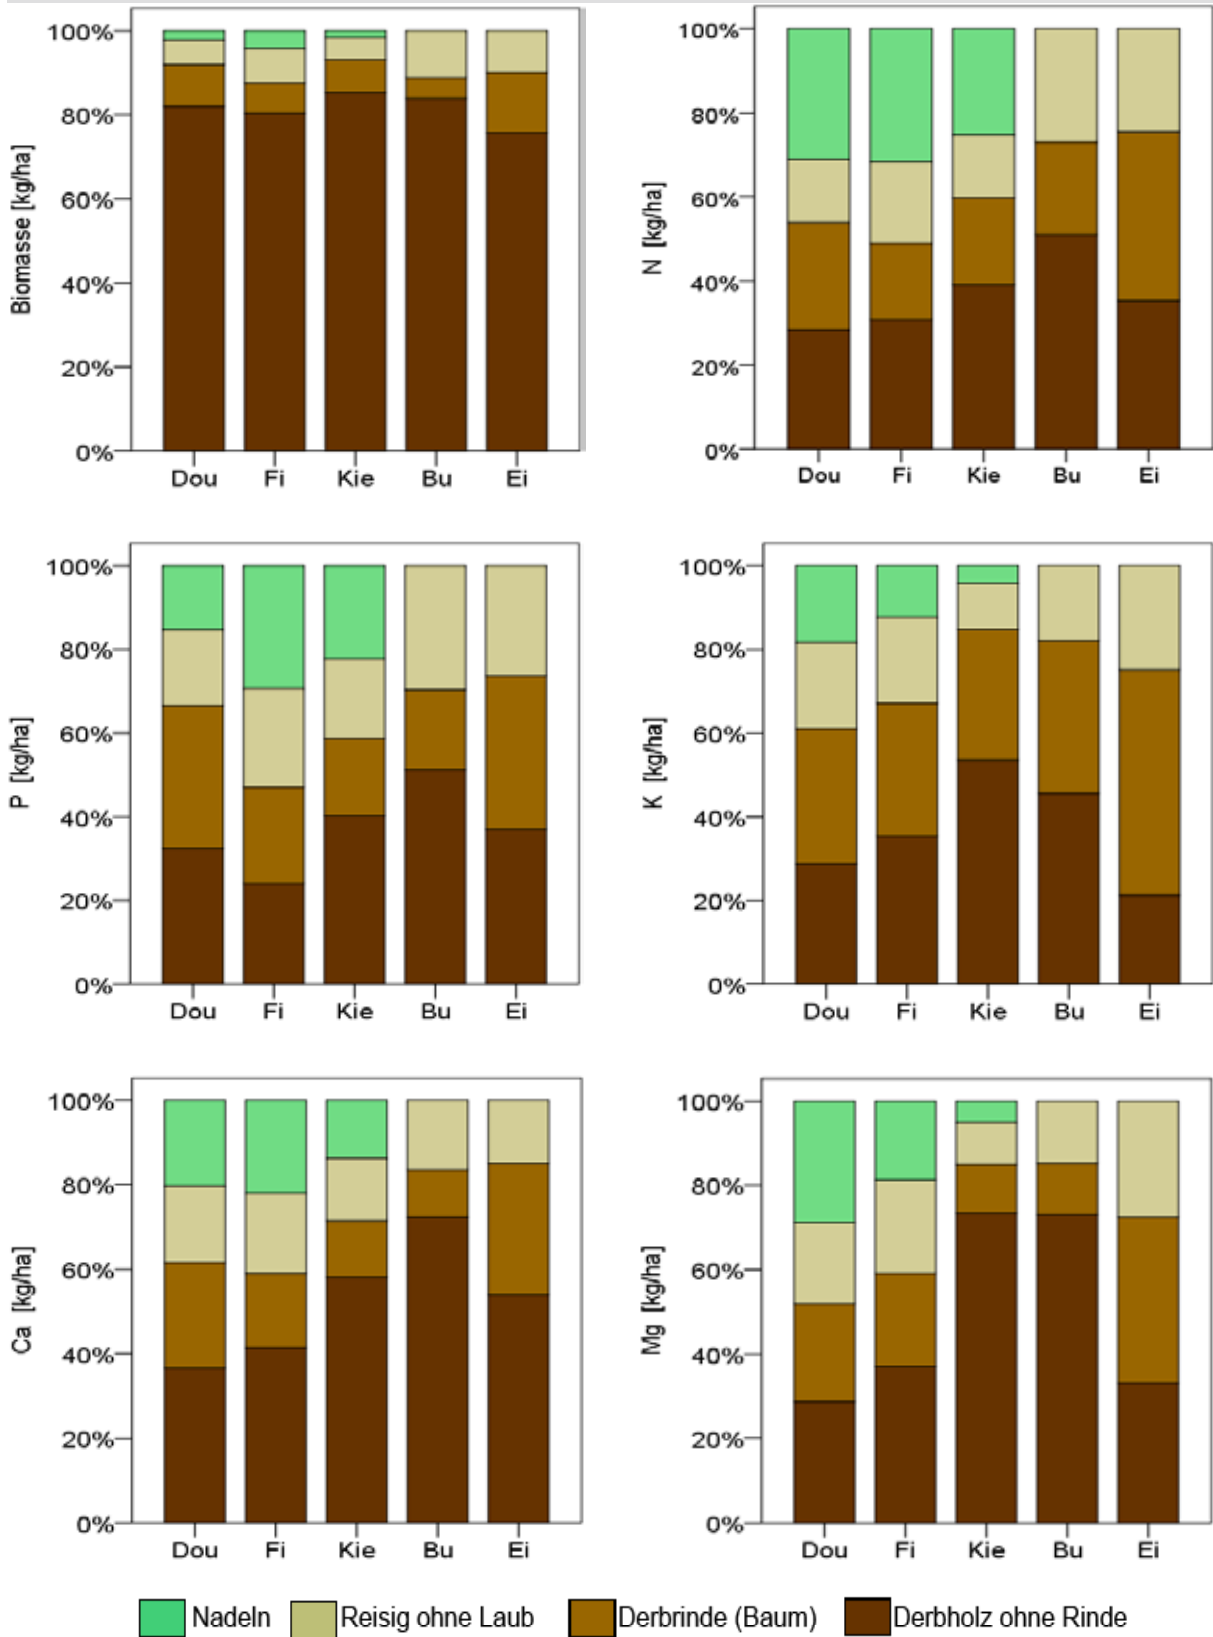 100%
80%
60%
40%
20%
0%
Biomasse [kg/ha]
Dou Fi Kie Bu Ei
100%
80%
60%
40%
20%
0%
N [kg/ha]
Dou Fi Kie Bu Ei
100%
80%
60%
40%
20%
0%
P [kg/ha]
Dou Fi Kie Bu Ei
100%
80%
60%
40%
20%
0%
K [kg/ha]
Dou Fi Kie Bu Ei
100%
80%
60%
40%
20%
0%
Ca [kg/ha]
Dou Fi Kie Bu Ei
100%
80%
60%
40%
20%
0%
Mg [kg/ha]
Dou Fi Kie Bu Ei
Nadeln Reisig ohne Laub Derbrinde (Baum) Derbholz ohne Rinde